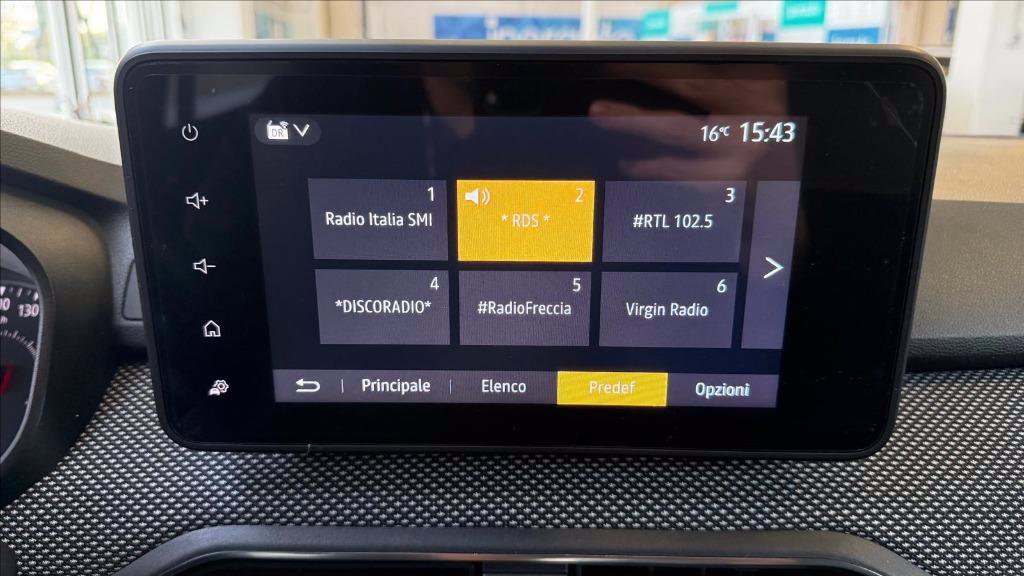 DR
16°C 15:43
1
Radio Italia SMI
2
* RDS *
3
#RTL 102.5
4
*DISCORADIO*
5
#RadioFreccia
6
Virgin Radio
Principale
Elenco
Predef
Opzioni
130